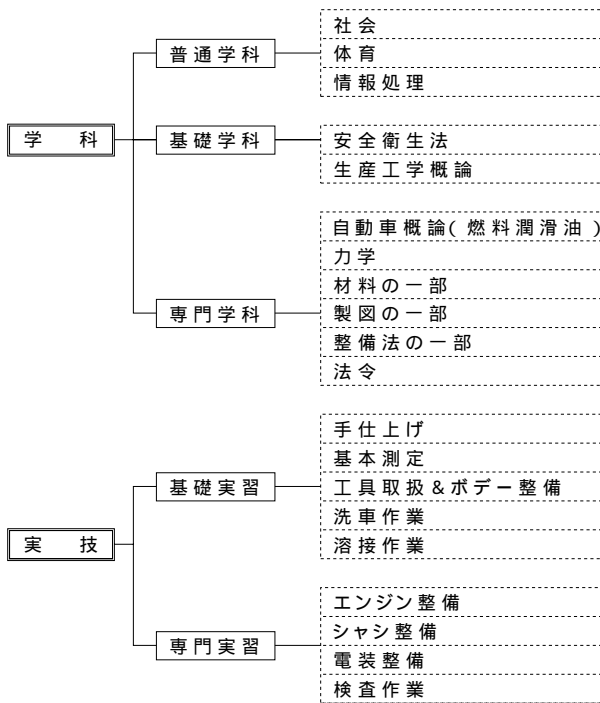 学科
普通学科
社会
体育
情報処理
基礎学科
安全衛生法
生産工学概論
専門学科
自動車概論(燃料潤滑油)
力学
材料の一部
製図の一部
整備法の一部
法令
実技
基礎実習
手仕上げ
基本測定
工具取扱&ボデー整備
洗車作業
溶接作業
専門実習
エンジン整備
シャシ整備
電装整備
検査作業